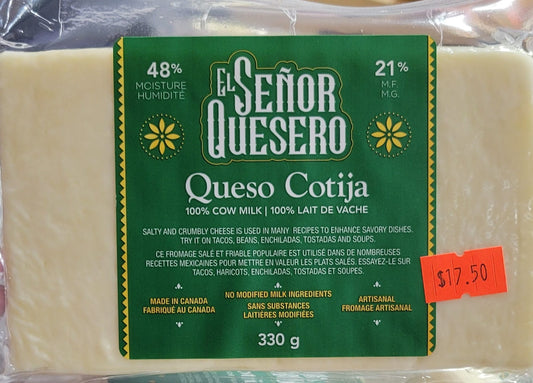 48%
MOISTURE
HUMIDITÉ
EL SEÑOR
QUESERO
21%
M.F.
M.G.
Queso Cotija
100% COW MILK | 100% LAIT DE VACHE
SALTY AND CRUMBLY CHEESE IS USED IN MANY RECIPES TO ENHANCE SAVORY DISHES.
TRY IT ON TACOS, BEANS, ENCHILADAS, TOSTADAS AND SOUPS.
CE FROMAGE SALÉ ET FRIABLE POPULAIRE EST UTILISÉ DANS DE NOMBREUSES
RECETTES MEXICAINES POUR METTRE EN VALEUR LES PLATS SALÉS. ESSAYEZ-LE SUR
TACOS, HARICOTS, ENCHILADAS, TOSTADAS ET SOUPES.
$17.50
MADE IN CANADA
FABRIQUÉ AU CANADA
NO MODIFIED MILK INGREDIENTS
SANS SUBSTANCES
LAITIÈRES MODIFIÉES
ARTISANAL
FROMAGE ARTISANAL
330 g